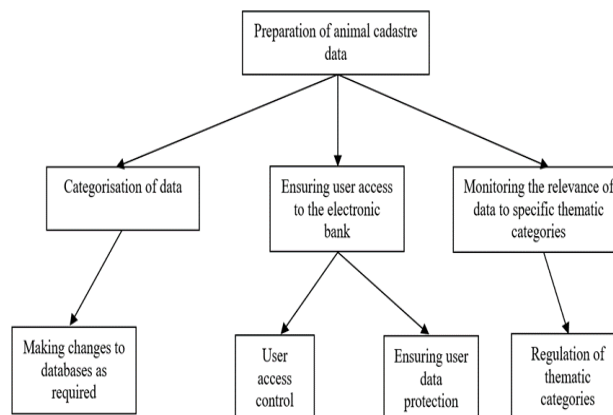 Preparation of animal cadastre
data
Categorisation of data
Ensuring user access
to the electronic
bank
Monitoring the relevance of
data to specific thematic
categories
Making changes to
databases as
required
User
access
control
Ensuring user
data
protection
Regulation of
thematic
categories